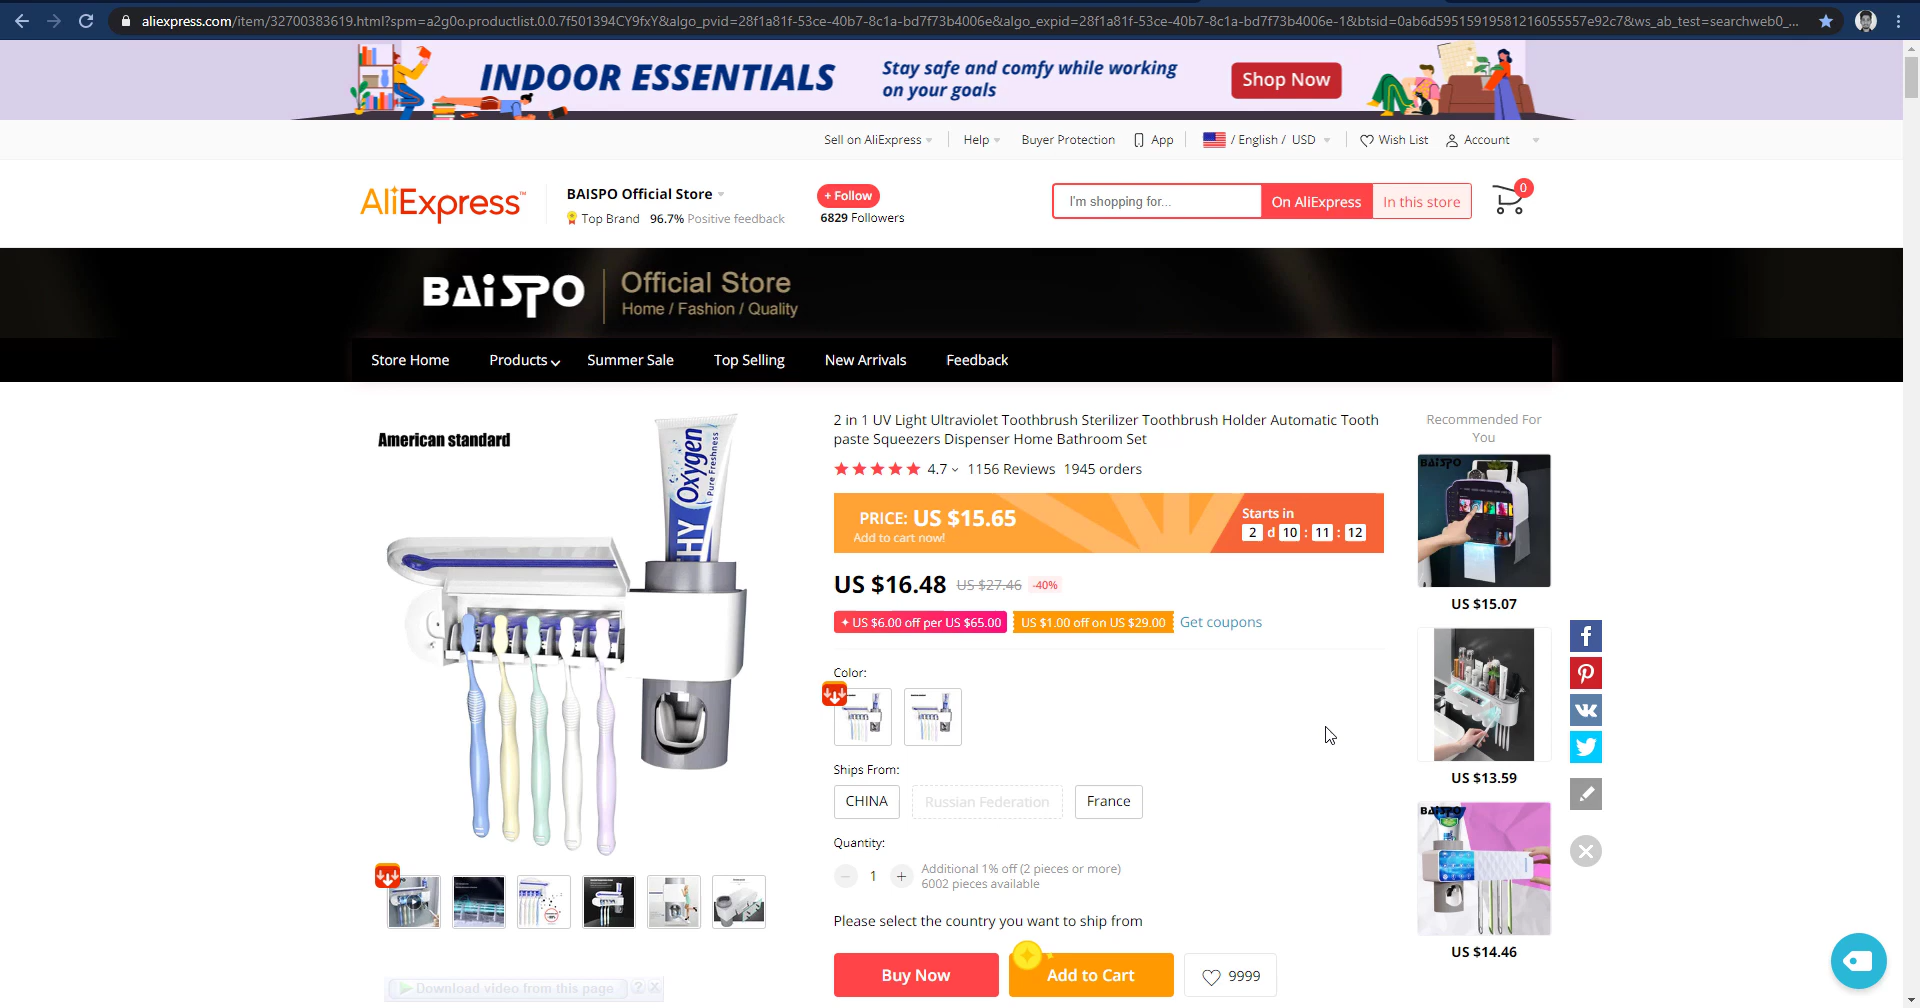 aliexpress.com/item/32700383619.html?spm=a2g0o.productlist.0.0.7f501394CY9fxY&algo_pvid=28f1a81f-53ce-40b7-8c1a-bd7f73b4006e&algo_expid=28f1a81f-53ce-40b7-8c1a-bd7f73b4006e-1&btsid=0ab6d59515919581216055557e92c7&ws_ab_test=searchweb0_...
INDOOR ESSENTIALS
Stay safe and comfy while working
on your goals
Shop Now
Sell on AliExpress
Help
Buyer Protection
App
/ English / USD
Wish List
Account
AliExpress™
BAISPO Official Store
Top Brand 96.7% Positive feedback
+ Follow
6829 Followers
I'm shopping for...
On AliExpress
In this store
0
BAISPO
Official Store
Home / Fashion / Quality
Store Home
Products
Summer Sale
Top Selling
New Arrivals
Feedback
American standard
HY Oxygen
Pure Freshness
2 in 1 UV Light Ultraviolet Toothbrush Sterilizer Toothbrush Holder Automatic Tooth
paste Squeezers Dispenser Home Bathroom Set
4.7 1156 Reviews 1945 orders
PRICE: US $15.65
Add to cart now!
Starts in
2 d 10 : 11 : 12
US $16.48 US $27.46 -40%
US $6.00 off per US $65.00 US $1.00 off on US $29.00 Get coupons
Color:
Ships From:
CHINA
Russian Federation
France
Quantity:
1
Additional 1% off (2 pieces or more)
6002 pieces available
Please select the country you want to ship from
Buy Now
Add to Cart
9999
Download video from this page ? X
Recommended For
You
BAISPO
US $15.07
US $13.59
BAISPO
US $14.46